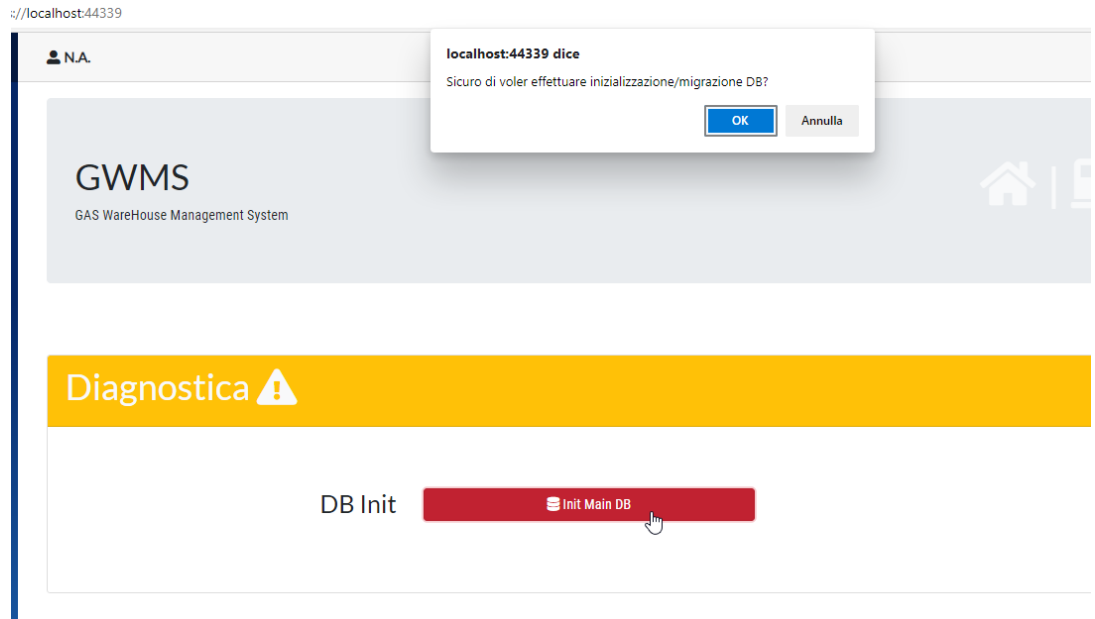 ://localhost:44339
N.A.
localhost:44339 dice
Sicuro di voler effettuare inizializzazione/migrazione DB?
OK Annulla
GWMS
GAS WareHouse Management System
Diagnostica
DB Init Init Main DB